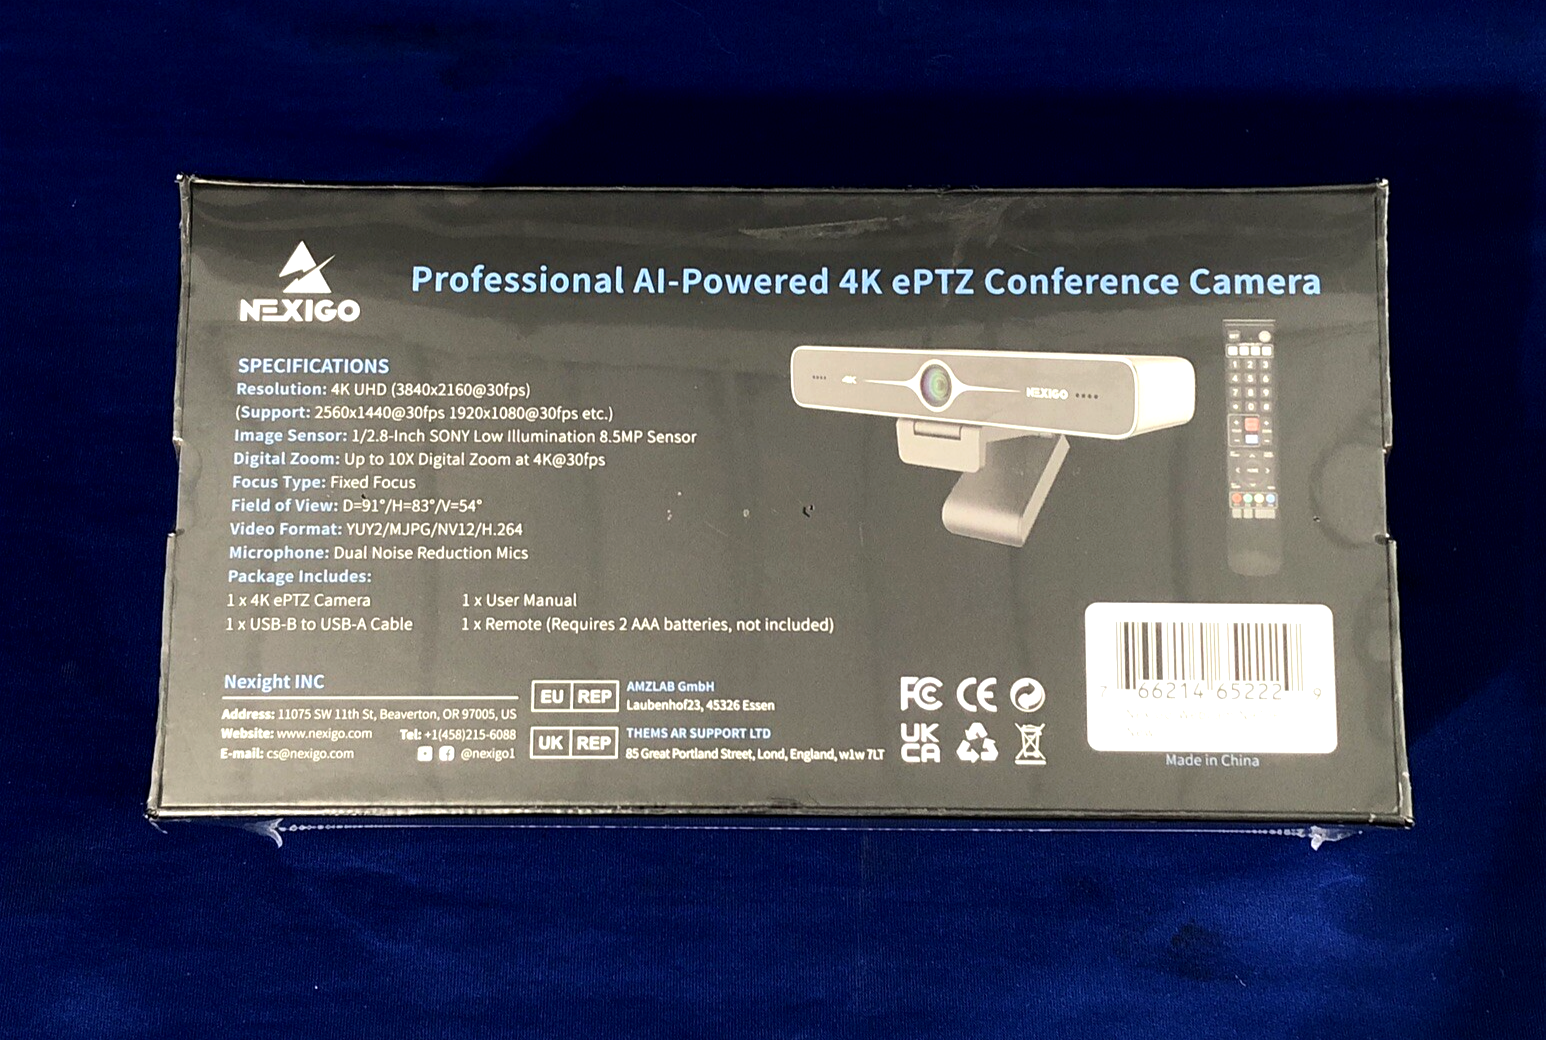 NEXIGO
Professional AI-Powered 4K ePTZ Conference Camera
SPECIFICATIONS
Resolution: 4K UHD (3840x2160@30fps)
(Support: 2560x1440@30fps 1920x1080@30fps etc.)
Image Sensor: 1/2.8-Inch SONY Low Illumination 8.5MP Sensor
Digital Zoom: Up to 10X Digital Zoom at 4K@30fps
Focus Type: Fixed Focus
Field of View: D=91°/H=83°/V=54°
Video Format: YUY2/MJPG/NV12/H.264
Microphone: Dual Noise Reduction Mics
Package Includes:
1 x 4K ePTZ Camera 1 x User Manual
1 x USB-B to USB-A Cable 1 x Remote (Requires 2 AAA batteries, not included)
4K NEXIGO
Nexight INC
Address: 11075 SW 11th St, Beaverton, OR 97005, US
Website: www.nexigo.com Tel: +1(458)215-6088
E-mail: cs@nexigo.com @nexigo1
EU REP AMZLAB GmbH
Laubenhof23, 45326 Essen
UK REP THEMS AR SUPPORT LTD
85 Great Portland Street, Lond, England, w1w 7LT
FC CE
UK
CA
7 66214 65222 9
Made in China